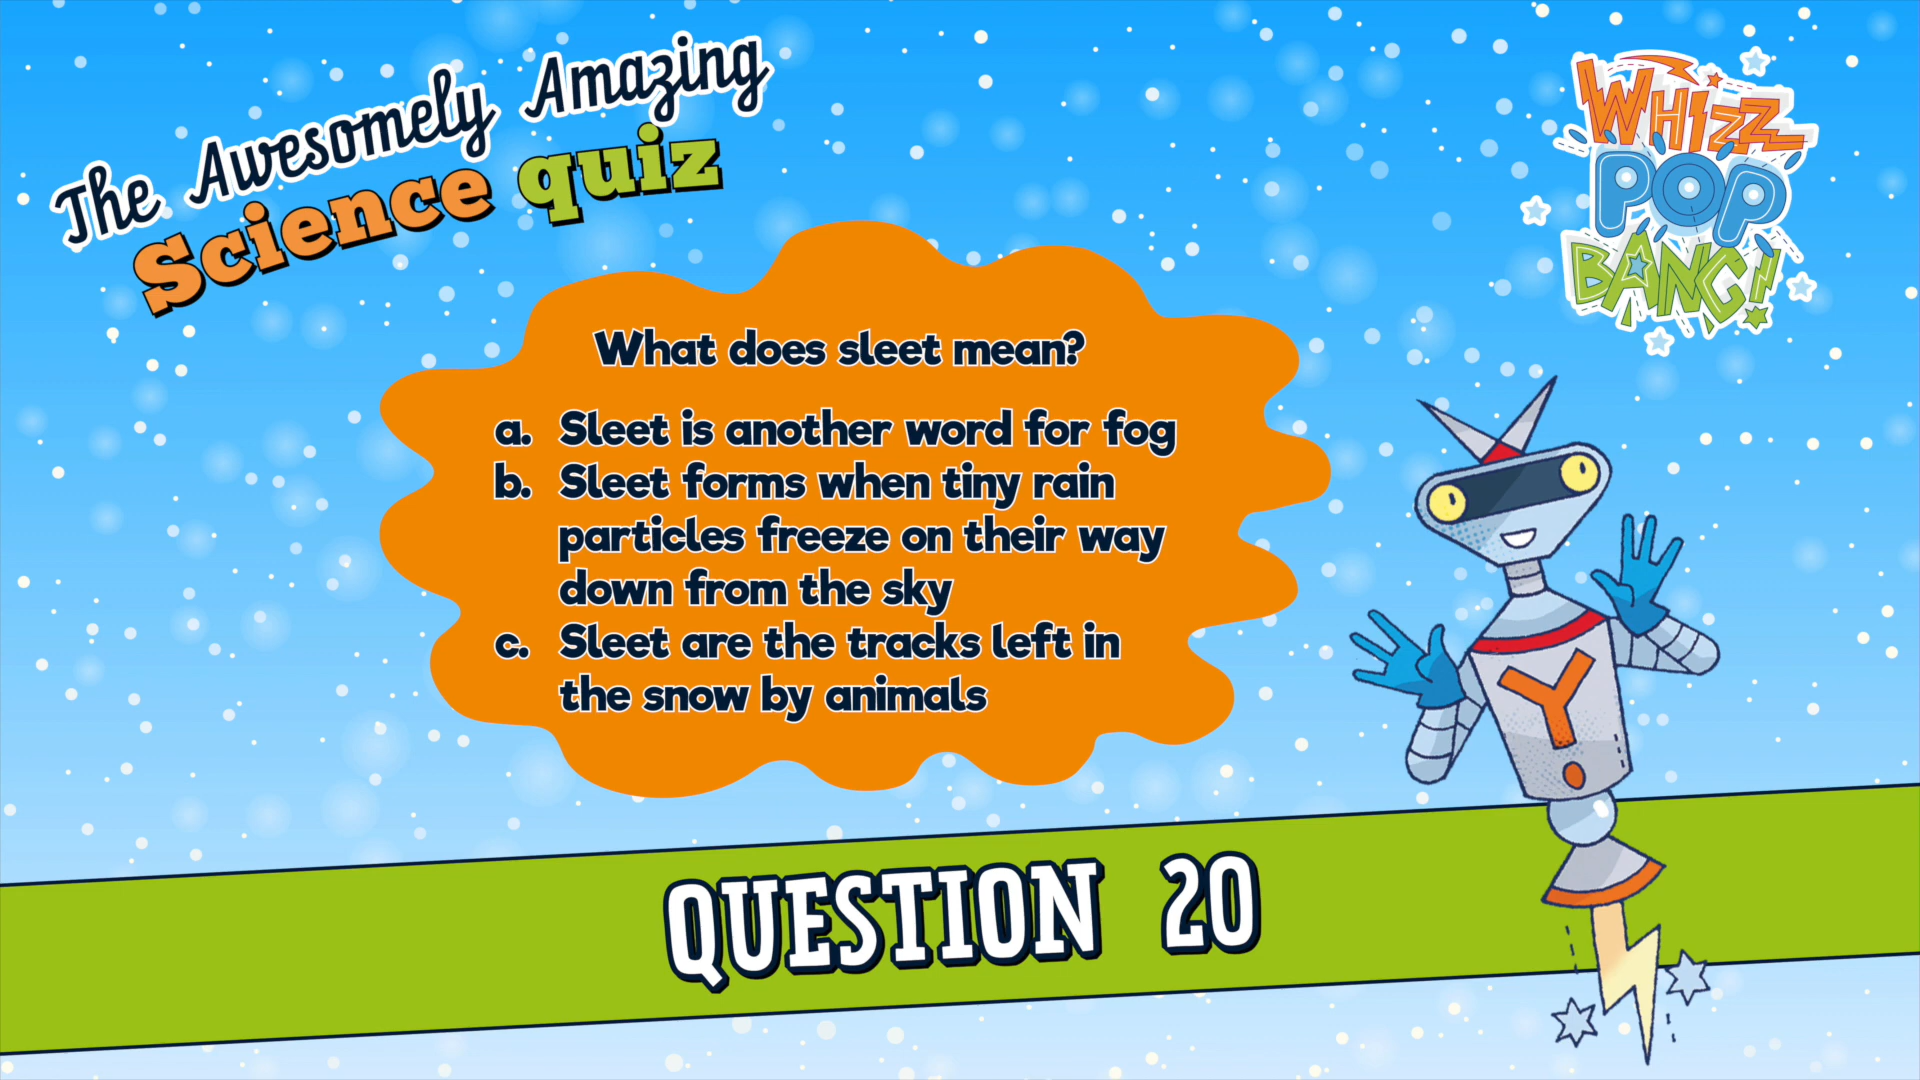 The Awesomely Amazing
Science quiz
WHIZZ
POP
BANG!
What does sleet mean?
a. Sleet is another word for fog
b. Sleet forms when tiny rain
particles freeze on their way
down from the sky
c. Sleet are the tracks left in
the snow by animals
Y
QUESTION 20